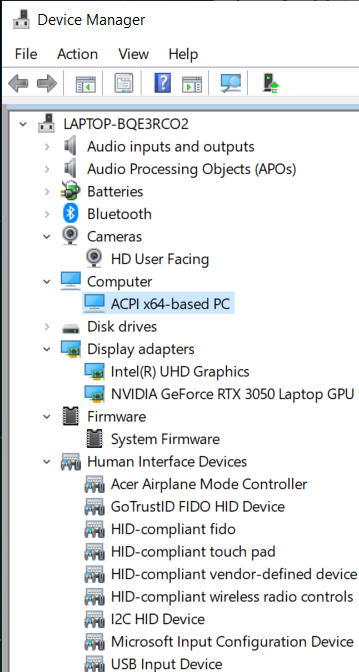 Device Manager
File Action View Help
LAPTOP-BQE3RCO2
Audio inputs and outputs
Audio Processing Objects (APOs)
Batteries
Bluetooth
Cameras
HD User Facing
Computer
ACPI x64-based PC
Disk drives
Display adapters
Intel(R) UHD Graphics
NVIDIA GeForce RTX 3050 Laptop GPU
Firmware
System Firmware
Human Interface Devices
Acer Airplane Mode Controller
GoTrustID FIDO HID Device
HID-compliant fido
HID-compliant touch pad
HID-compliant vendor-defined device
HID-compliant wireless radio controls
I2C HID Device
Microsoft Input Configuration Device
USB Input Device